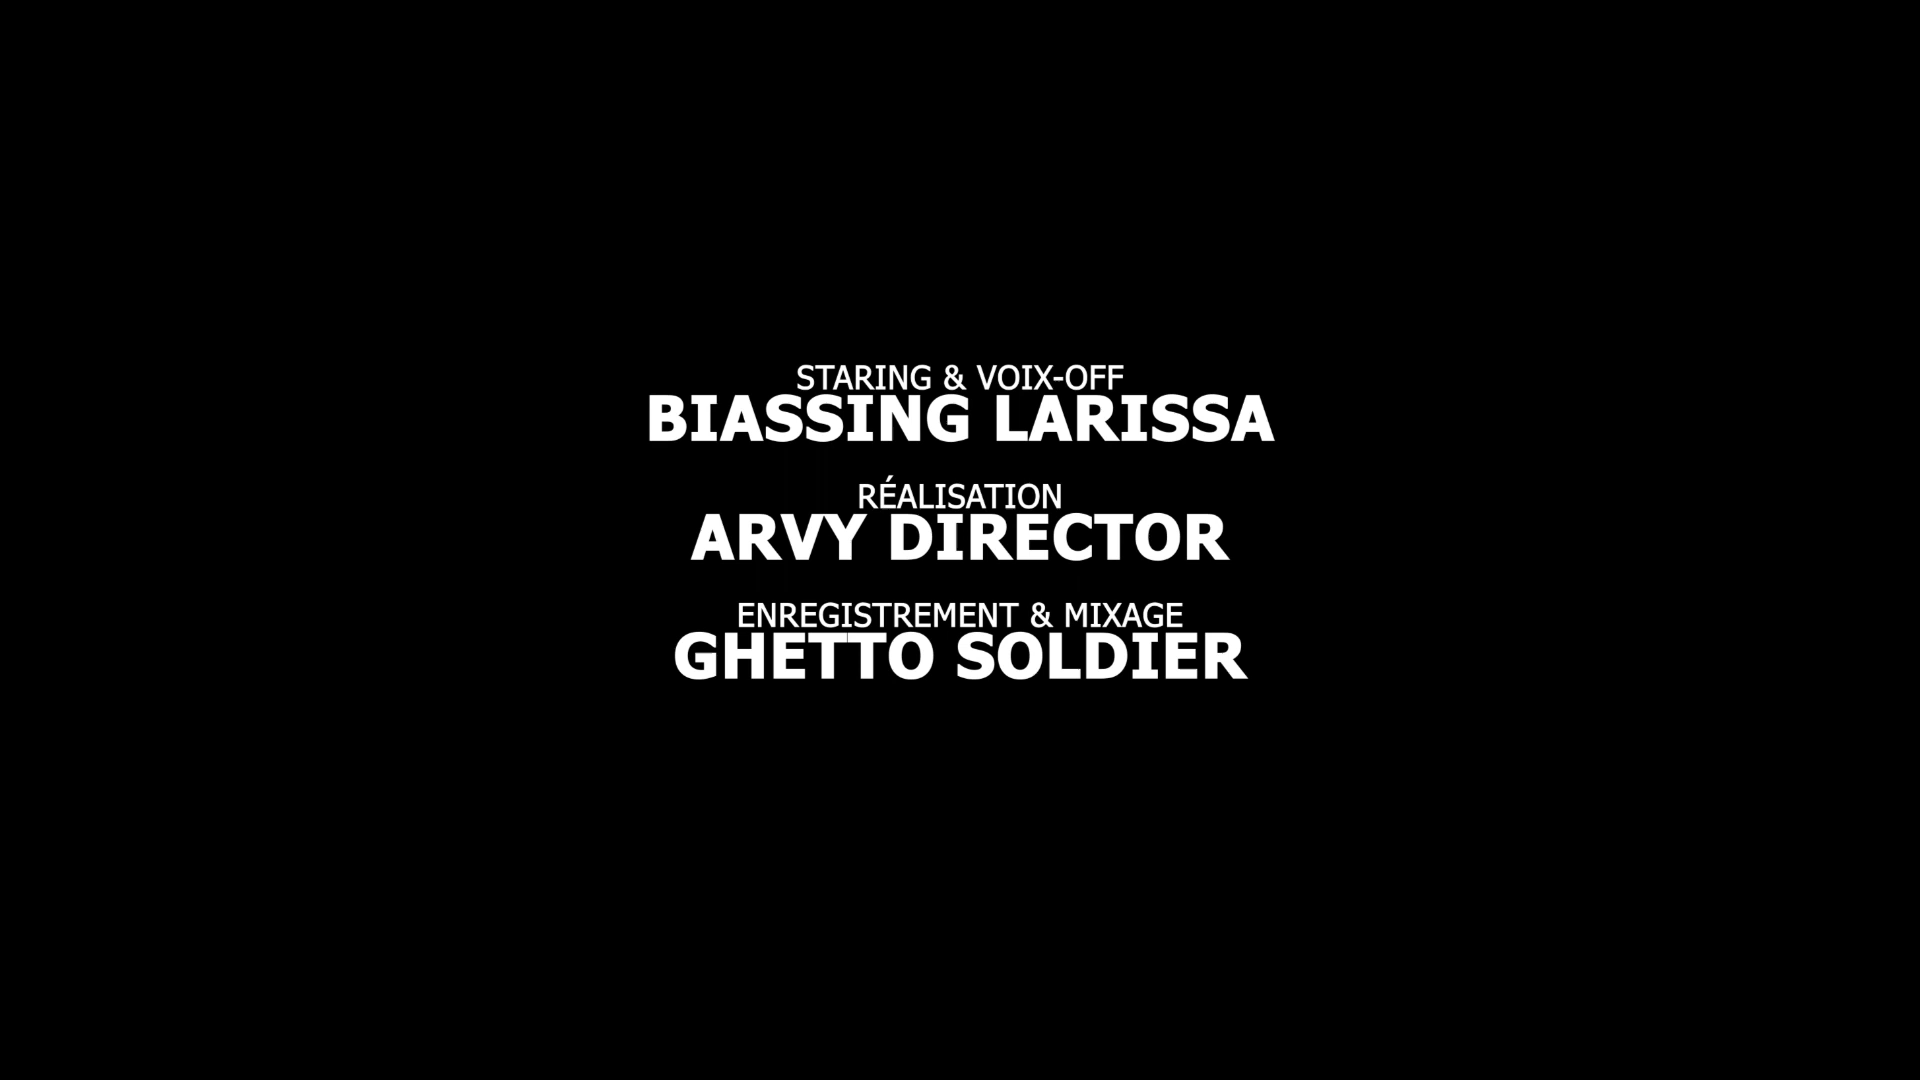 STARING & VOIX-OFF
BIASSING LARISSA
RÉALISATION
ARVY DIRECTOR
ENREGISTREMENT & MIXAGE
GHETTO SOLDIER